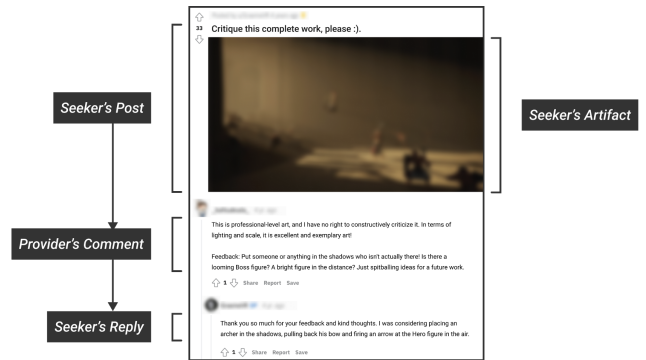 33
Critique this complete work, please :).
Seeker's Post
Seeker's Artifact
Provider's Comment
This is professional-level art, and I have no right to constructively criticize it. In terms of
lighting and scale, it is excellent and exemplary art!
Feedback: Put someone or anything in the shadows who isn't actually there! Is there a
looming Boss figure? A bright figure in the distance? Just spitballing ideas for a future work.
1 Share Report Save
Seeker's Reply
Thank you so much for your feedback and kind thoughts. I was considering placing an
archer in the shadows, pulling back his bow and firing an arrow at the Hero figure in the air.
1 Share Report Save